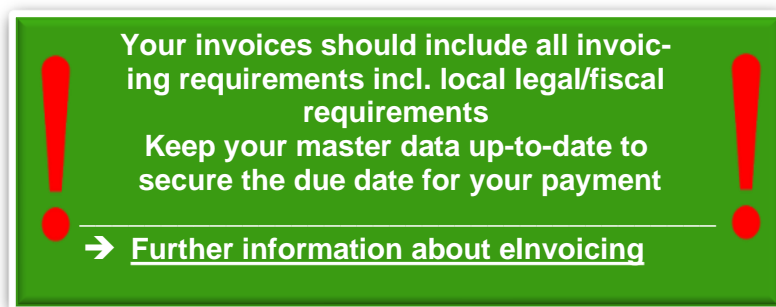 Your invoices should include all invoic-
ing requirements incl. local legal/fiscal
requirements
Keep your master data up-to-date to
secure the due date for your payment
➔ Further information about eInvoicing